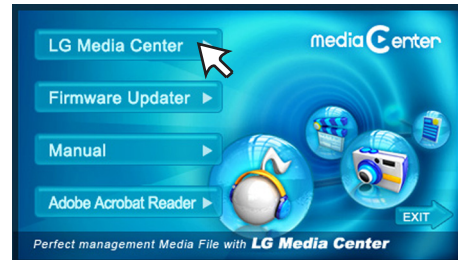 LG Media Center
media Center
Firmware Updater
Manual
Adobe Acrobat Reader
EXIT
Perfect management Media File with LG Media Center